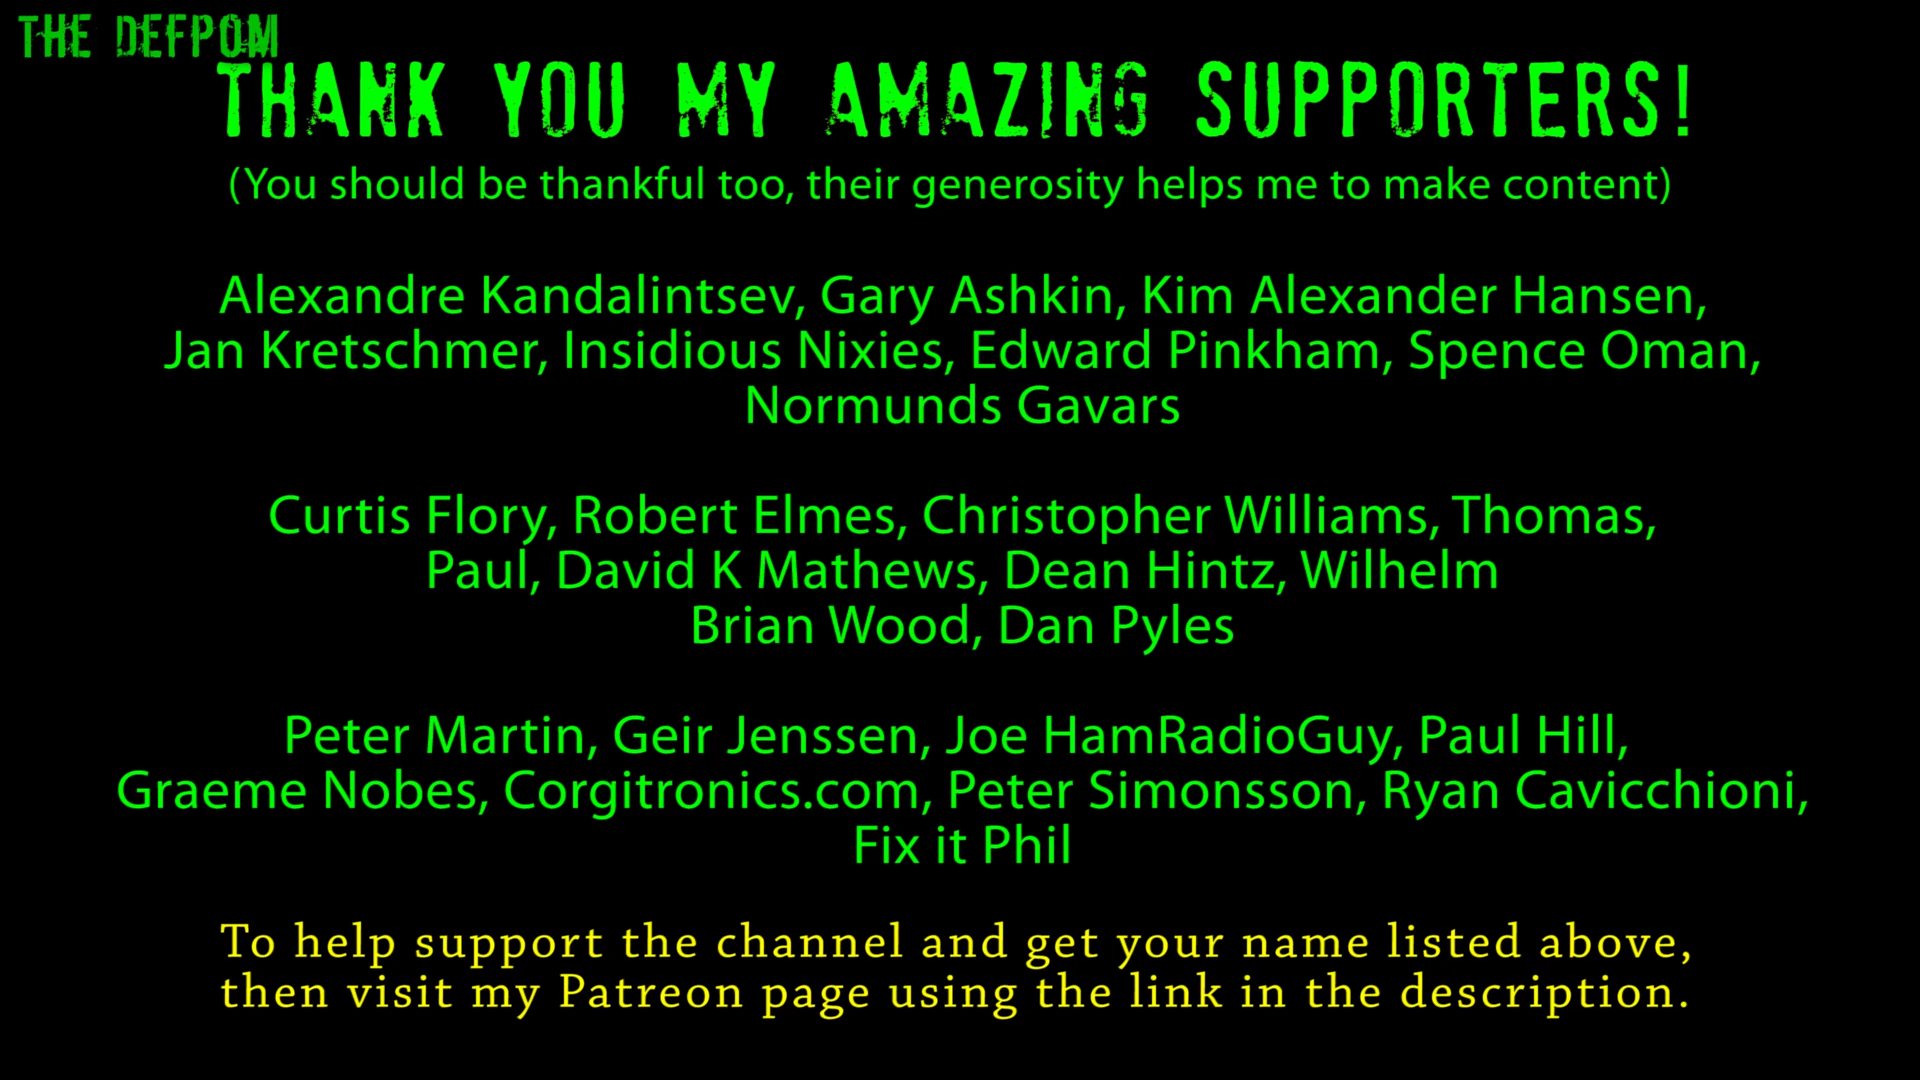 THE DEFPOM
THANK YOU MY AMAZING SUPPORTERS!
(You should be thankful too, their generosity helps me to make content)
Alexandre Kandalintsev, Gary Ashkin, Kim Alexander Hansen,
Jan Kretschmer, Insidious Nixies, Edward Pinkham, Spence Oman,
Normunds Gavars
Curtis Flory, Robert Elmes, Christopher Williams, Thomas,
Paul, David K Mathews, Dean Hintz, Wilhelm
Brian Wood, Dan Pyles
Peter Martin, Geir Jenssen, Joe HamRadioGuy, Paul Hill,
Graeme Nobes, Corgitronics.com, Peter Simonsson, Ryan Cavicchioni,
Fix it Phil
To help support the channel and get your name listed above,
then visit my Patreon page using the link in the description.